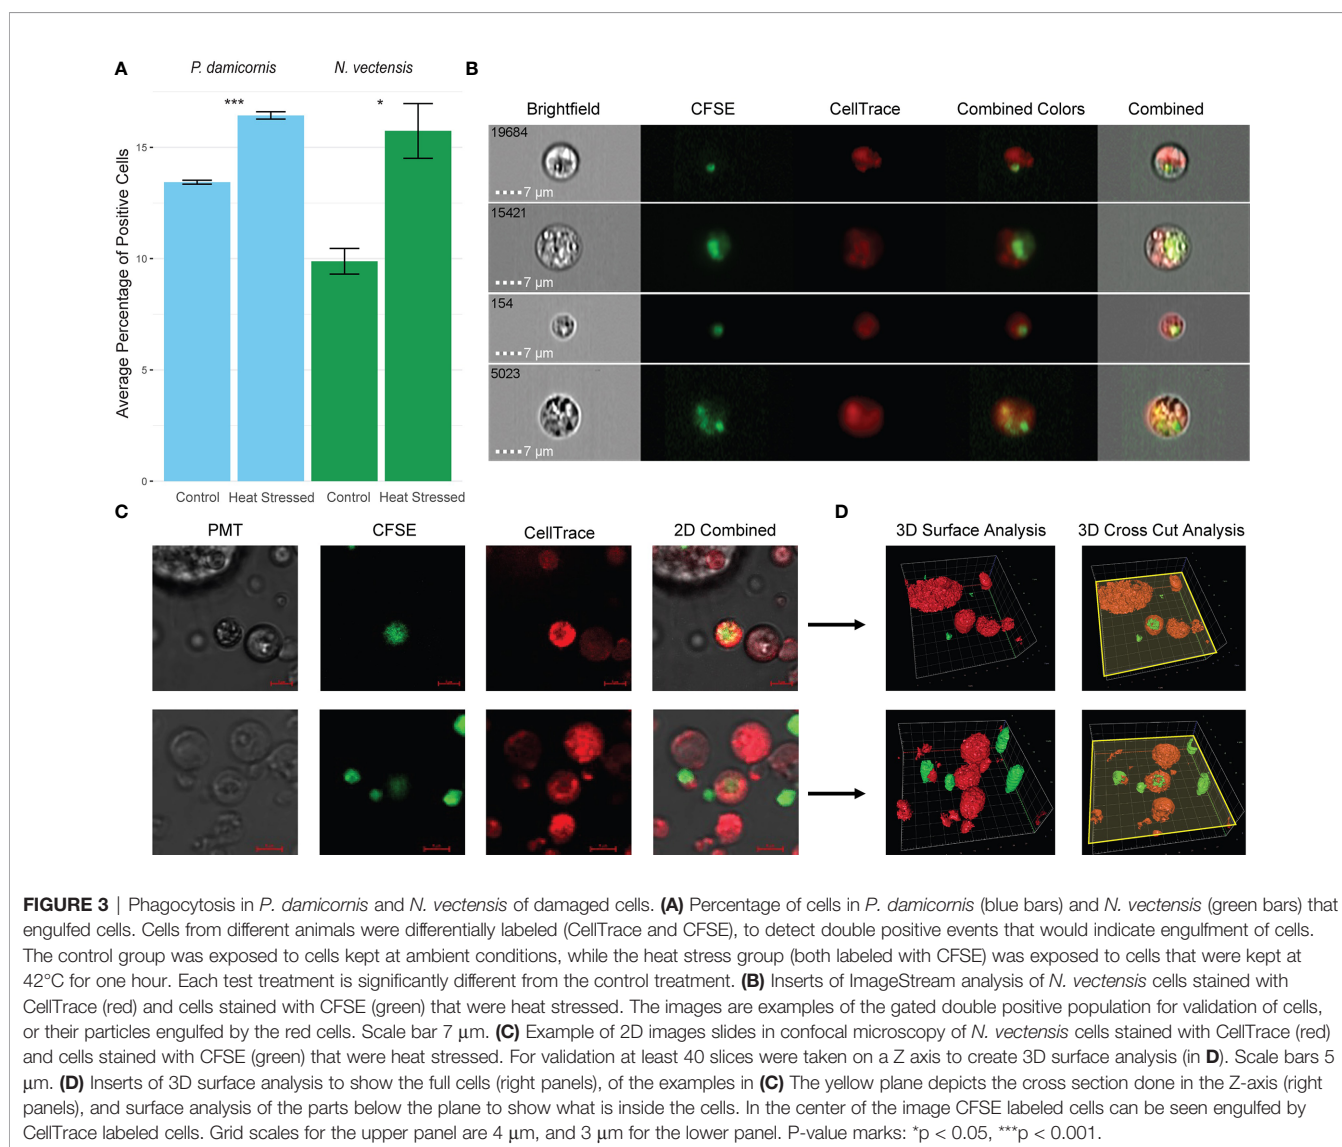 A
P. damicornis
N. vectensis
***
*
Average Percentage of Positive Cells
15
10
5
0
Control
Heat Stressed
Control
Heat Stressed
B
Brightfield
CFSE
CellTrace
Combined Colors
Combined
19684
7 μm
15421
7 μm
154
7 μm
5023
7 μm
C
PMT
CFSE
CellTrace
2D Combined
D
3D Surface Analysis
3D Cross Cut Analysis
FIGURE 3 | Phagocytosis in P. damicornis and N. vectensis of damaged cells. (A) Percentage of cells in P. damicornis (blue bars) and N. vectensis (green bars) that
engulfed cells. Cells from different animals were differentially labeled (CellTrace and CFSE), to detect double positive events that would indicate engulfment of cells.
The control group was exposed to cells kept at ambient conditions, while the heat stress group (both labeled with CFSE) was exposed to cells that were kept at
42°C for one hour. Each test treatment is significantly different from the control treatment. (B) Inserts of ImageStream analysis of N. vectensis cells stained with
CellTrace (red) and cells stained with CFSE (green) that were heat stressed. The images are examples of the gated double positive population for validation of cells,
or their particles engulfed by the red cells. Scale bar 7 μm. (C) Example of 2D images slides in confocal microscopy of N. vectensis cells stained with CellTrace (red)
and cells stained with CFSE (green) that were heat stressed. For validation at least 40 slices were taken on a Z axis to create 3D surface analysis (in D). Scale bars 5
μm. (D) Inserts of 3D surface analysis to show the full cells (right panels), of the examples in (C) The yellow plane depicts the cross section done in the Z-axis (right
panels), and surface analysis of the parts below the plane to show what is inside the cells. In the center of the image CFSE labeled cells can be seen engulfed by
CellTrace labeled cells. Grid scales for the upper panel are 4 μm, and 3 μm for the lower panel. P-value marks: *p < 0.05, ***p < 0.001.